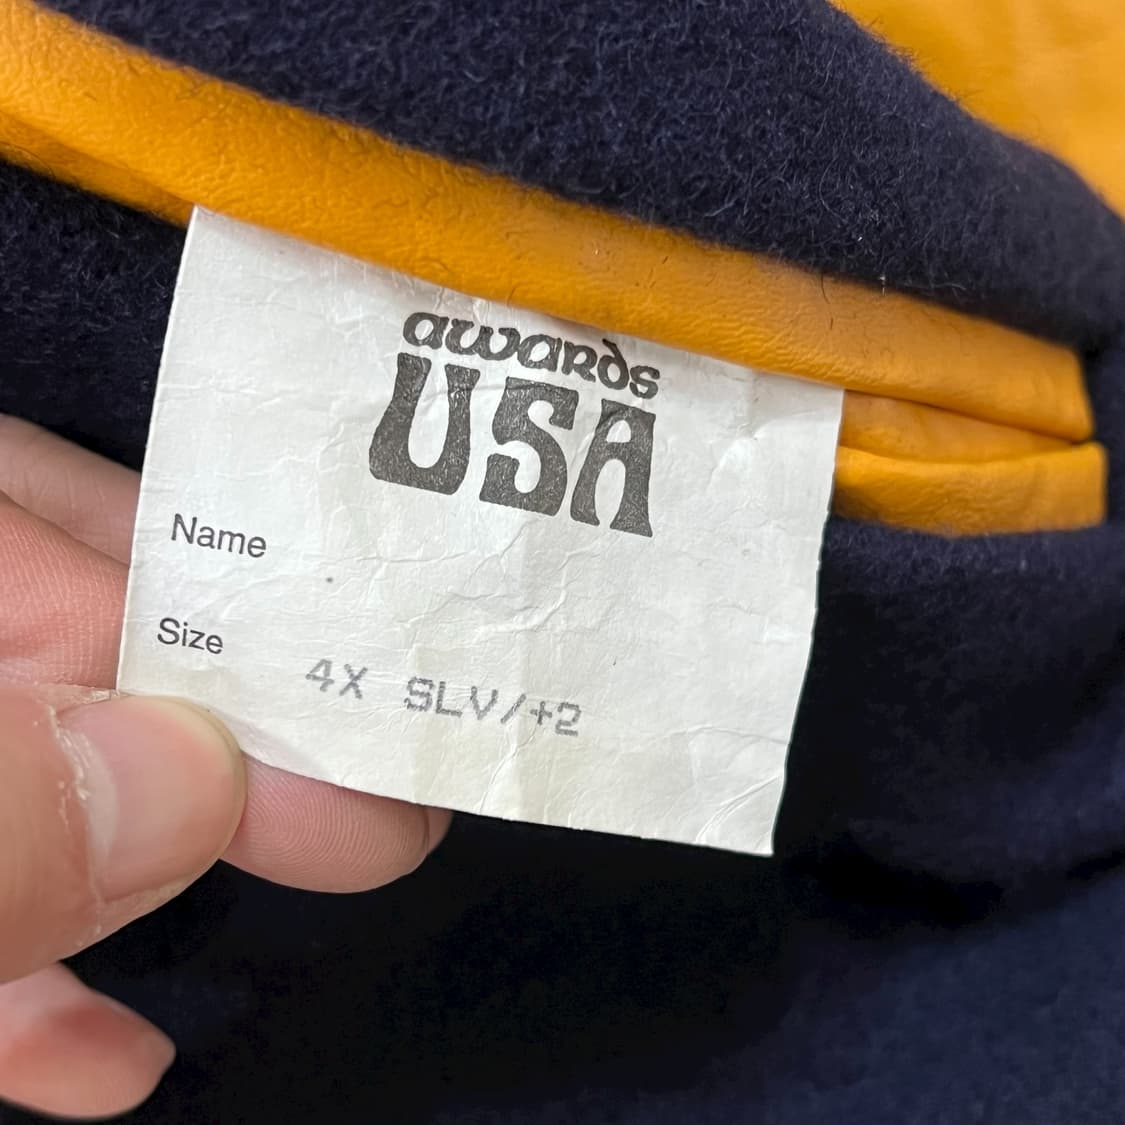 awards
USA
Name
Size
4X SLV/+2